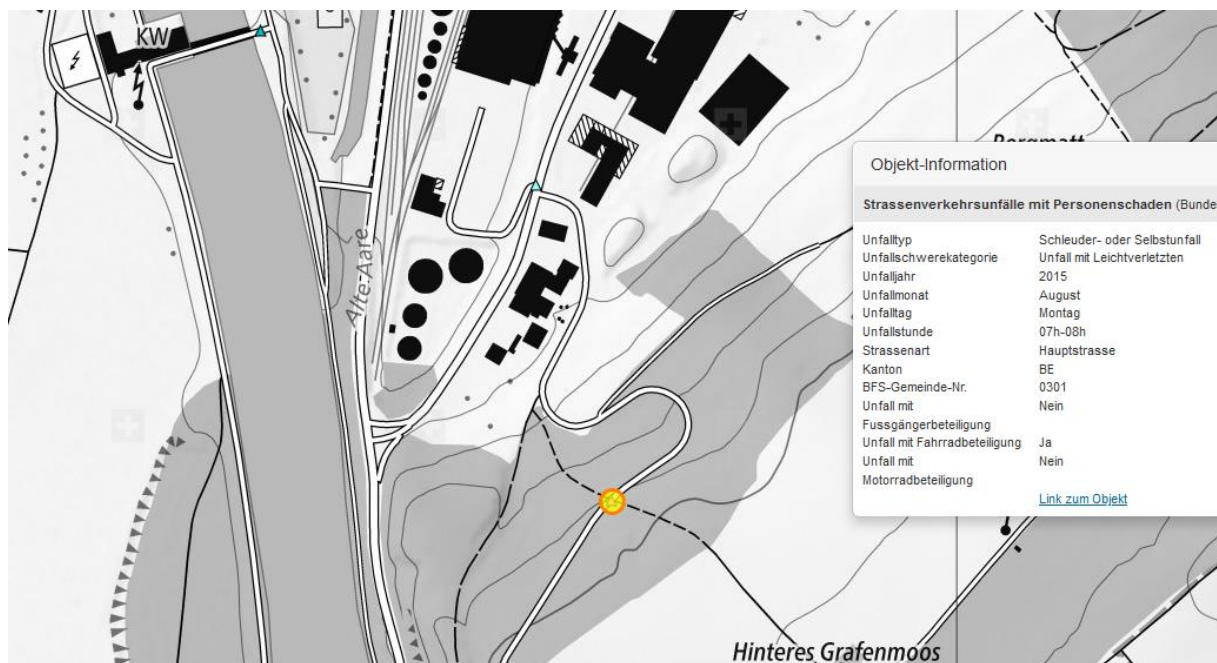 KW
Alte Aare
Bergmatt
Objekt-Information
Strassenverkehrsunfälle mit Personenschaden (Bunde
Unfalltyp Schleuder- oder Selbstunfall
Unfallschwerekategorie Unfall mit Leichtverletzten
Unfalljahr 2015
Unfallmonat August
Unfalltag Montag
Unfallstunde 07h-08h
Strassenart Hauptstrasse
Kanton BE
BFS-Gemeinde-Nr. 0301
Unfall mit Nein
Fussgängerbeteiligung
Unfall mit Fahrradbeteiligung Ja
Unfall mit Nein
Motorradbeteiligung
Link zum Objekt
Hinteres Grafenmoos